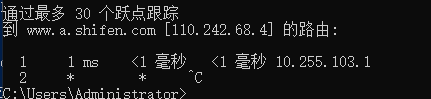 通过最多 30 个跃点跟踪
到 www.a.shifen.com [110.242.68.4] 的路由:
1 1 ms <1 毫秒 <1 毫秒 10.255.103.1
2 * * ^C
C:\Users\Administrator>